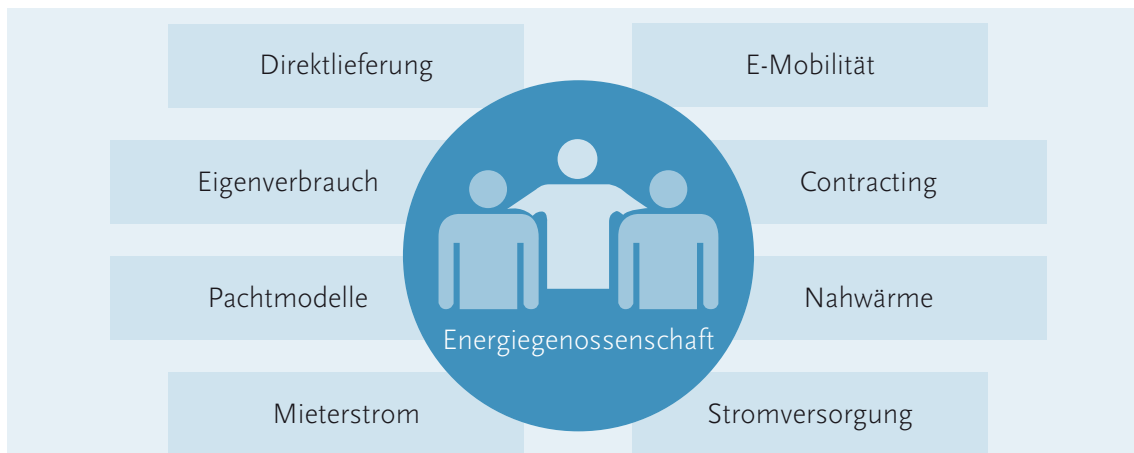 Direktlieferung
E-Mobilität
Eigenverbrauch
Contracting
Pachtmodelle
Nahwärme
Energiegenossenschaft
Mieterstrom
Stromversorgung